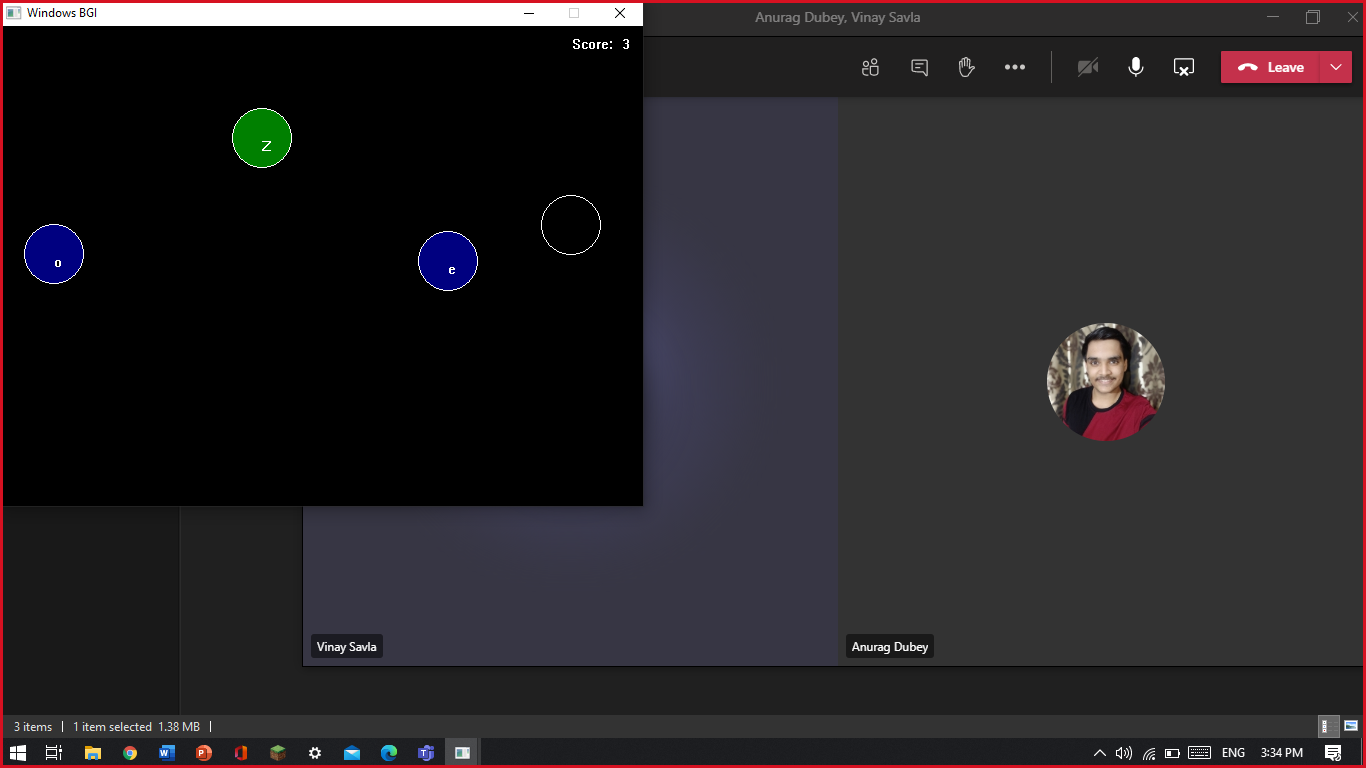 Windows BGI
Anurag Dubey, Vinay Savla
Score: 3
Leave
Z
o
e
Vinay Savla
Anurag Dubey
3 items
1 item selected 1.38 MB
ENG
3:34 PM